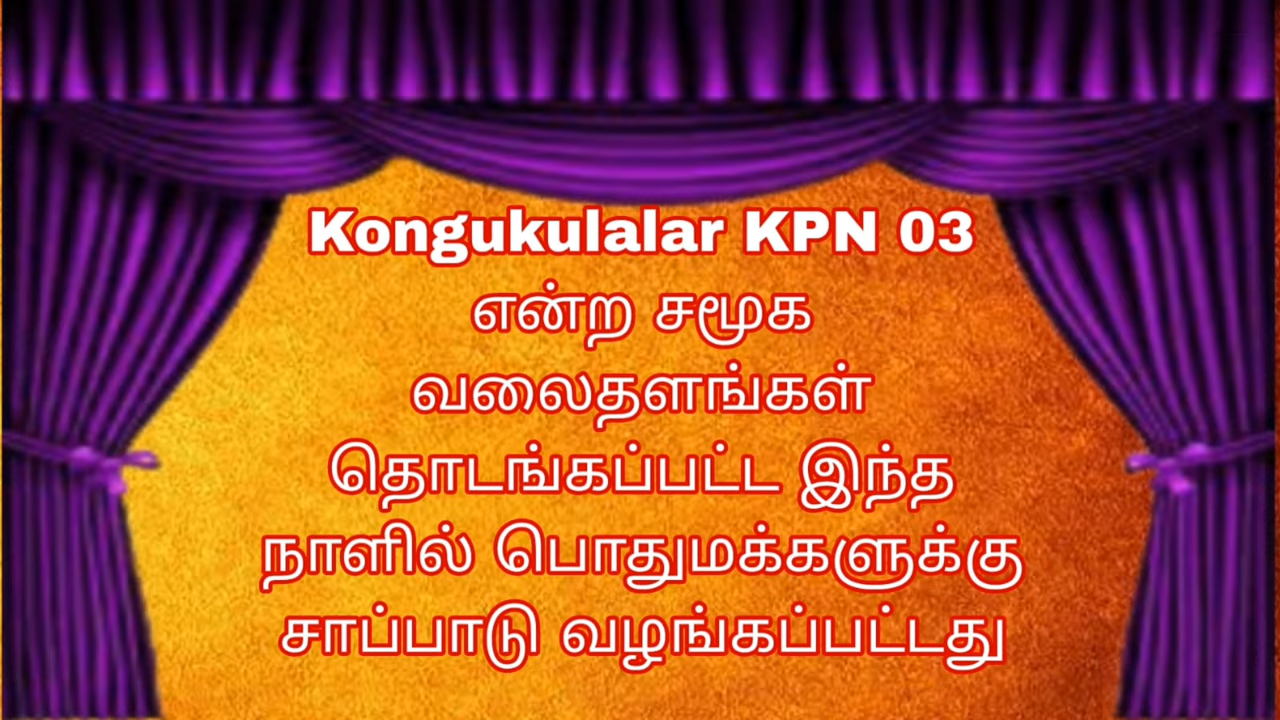 Kongukulalar KPN 03
என்ற சமூக
வலைதளங்கள்
தொடங்கப்பட்ட இந்த
நாளில் பொதுமக்களுக்கு
சாப்பாடு வழங்கப்பட்டது